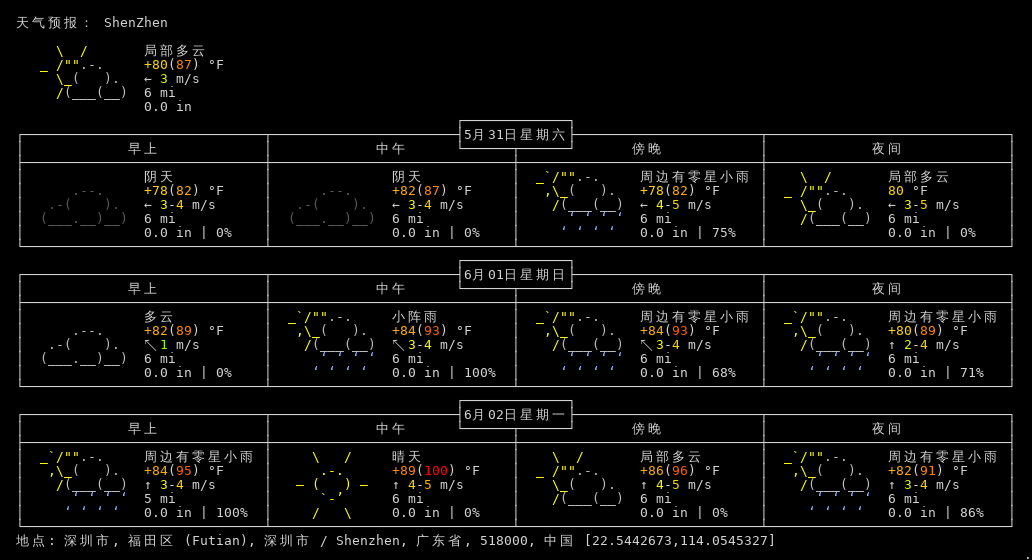 天气预报： ShenZhen
局部多云
+80(87) °F
← 3 m/s
6 mi
0.0 in
5月31日星期六
早上 中午 傍晚 夜间
阴天 阴天 周边有零星小雨 局部多云
+78(82) °F +82(87) °F +78(82) °F 80 °F
← 3-4 m/s ← 3-4 m/s ← 4-5 m/s ← 3-5 m/s
6 mi 6 mi 6 mi 6 mi
0.0 in | 0% 0.0 in | 0% 0.0 in | 75% 0.0 in | 0%
6月01日星期日
早上 中午 傍晚 夜间
多云 小阵雨 周边有零星小雨 周边有零星小雨
+82(89) °F +84(93) °F +84(93) °F +80(89) °F
↖ 1 m/s ↖ 3-4 m/s ↖ 3-4 m/s ↑ 2-4 m/s
6 mi 6 mi 6 mi 6 mi
0.0 in | 0% 0.0 in | 100% 0.0 in | 68% 0.0 in | 71%
6月02日星期一
早上 中午 傍晚 夜间
周边有零星小雨 晴天 局部多云 周边有零星小雨
+84(95) °F +89(100) °F +86(96) °F +82(91) °F
↑ 3-4 m/s ↑ 4-5 m/s ↑ 4-5 m/s ↑ 3-4 m/s
5 mi 6 mi 6 mi 6 mi
0.0 in | 100% 0.0 in | 0% 0.0 in | 0% 0.0 in | 86%
地点: 深圳市, 福田区 (Futian), 深圳市 / Shenzhen, 广东省, 518000, 中国 [22.5442673,114.0545327]